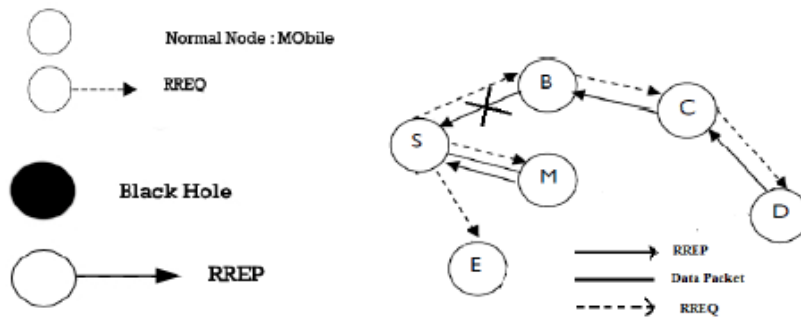 Normal Node : MObile
RREQ
Black Hole
RREP
B
C
S
M
D
E
RREP
Data Packet
RREQ